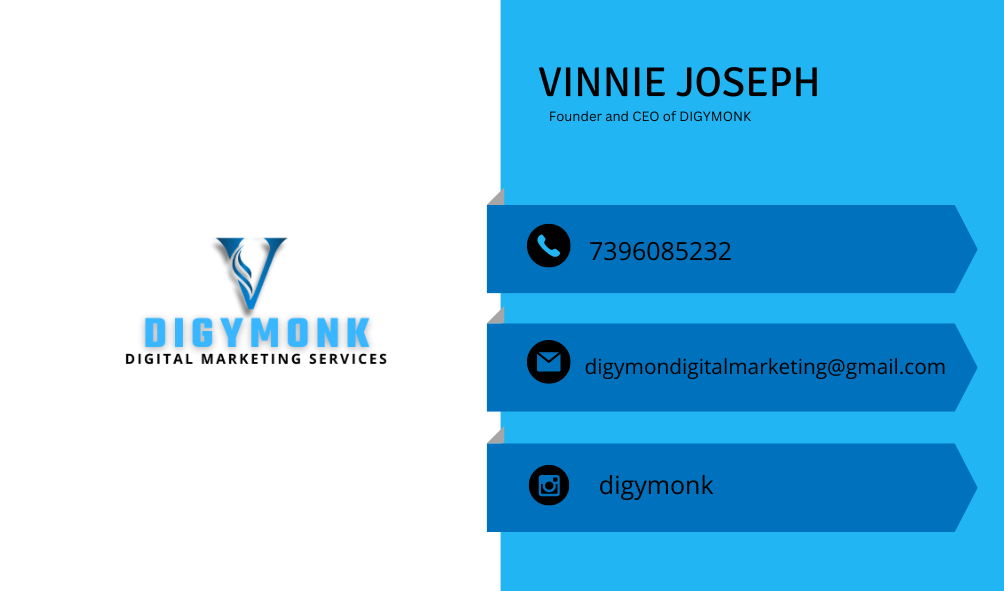 VINNIE JOSEPH
Founder and CEO of DIGYMONK
V
DIGYMONK
DIGITAL MARKETING SERVICES
7396085232
digymondigitalmarketing@gmail.com
digymonk